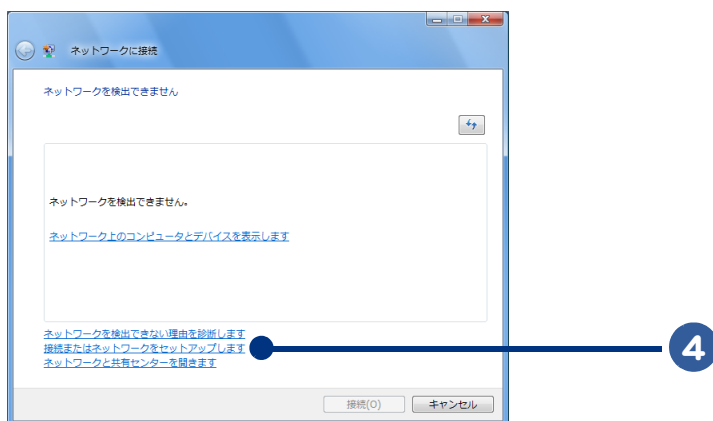 ネットワークに接続
ネットワークを検出できません
ネットワークを検出できません。
ネットワーク上のコンピュータとデバイスを表示します
ネットワークを検出できない理由を診断します
接続またはネットワークをセットアップします
4
ネットワークと共有センターを開きます
接続(O) キャンセル